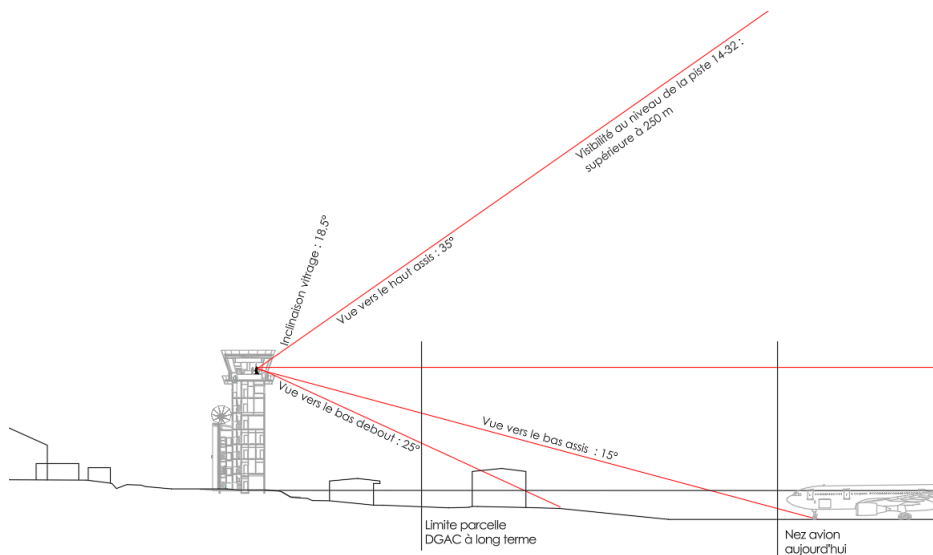 Visibilité au niveau de la piste 14-32 :
supérieure à 250 m
Inclinaison vitrage : 18.5°
Vue vers le haut assis : 35°
Vue vers le bas debout : 25°
Vue vers le bas assis : 15°
Limite parcelle
DGAC à long terme
Nez avion
aujourd'hui